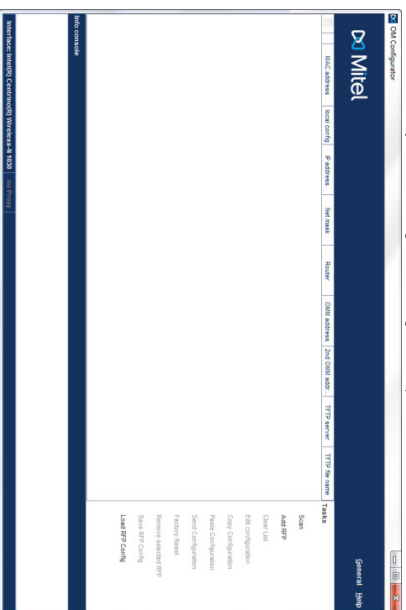 OM Configurator
Mitel
General Help
MAC address local config IP address Net mask Router OMM address 2nd OMM addr. TFTP server TFTP file name
Tasks
Scan
Add RFP
Clear List
Edit configuration
Copy Configuration
Paste Configuration
Send Configuration
Factory Reset
Remove selected RFP
Save RFP Config
Load RFP Config
Info console
Interface: Intel(R) Centrino(R) Wireless-N 1030 no Proxy